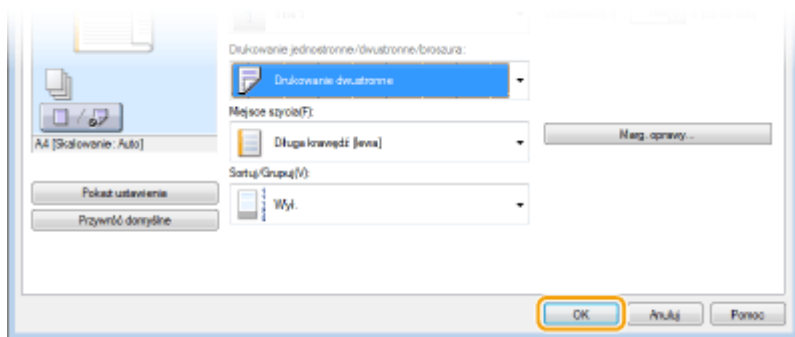 Drukowanie jednostronne/dwustronne/broszura:
Drukowanie dwustronne
Miejsce szycia(F):
Długa krawędź [lewa]
Marg. oprawy...
A4 [Skalowanie: Auto]
Sortuj/Grupuj(V):
Pokaż ustawienia
Wył.
Przywróć domyślne
OK
Anuluj
Pomoc